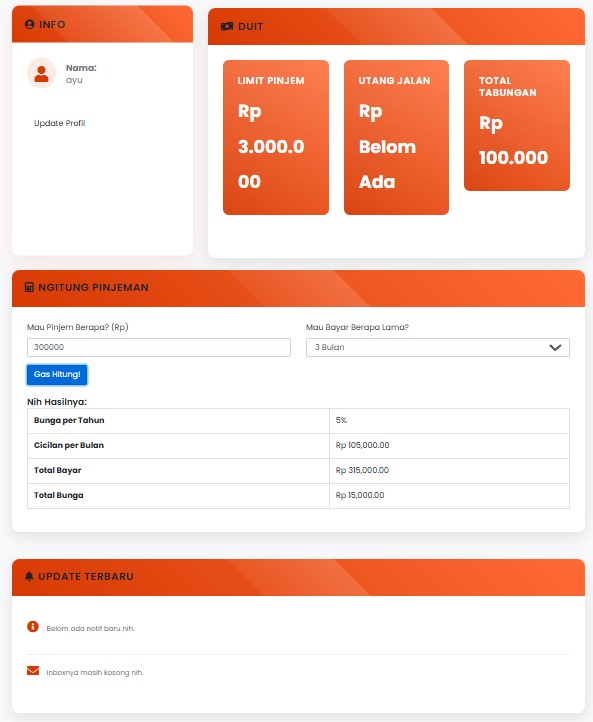 INFO
Nama:
ayu
Update Profil
DUIT
LIMIT PINJEM
Rp
3.000.0
00
UTANG JALAN
Rp
Belom
Ada
TOTAL
TABUNGAN
Rp
100.000
NGITUNG PINJEMAN
Mau Pinjem Berapa? (Rp)
300000
Mau Bayar Berapa Lama?
3 Bulan
Gas Hitung!
Nih Hasilnya:
Bunga per Tahun 5%
Cicilan per Bulan Rp 105,000.00
Total Bayar Rp 315,000.00
Total Bunga Rp 15,000.00
UPDATE TERBARU
Belom ada notif baru nih.
Inboxnya masih kosong nih.